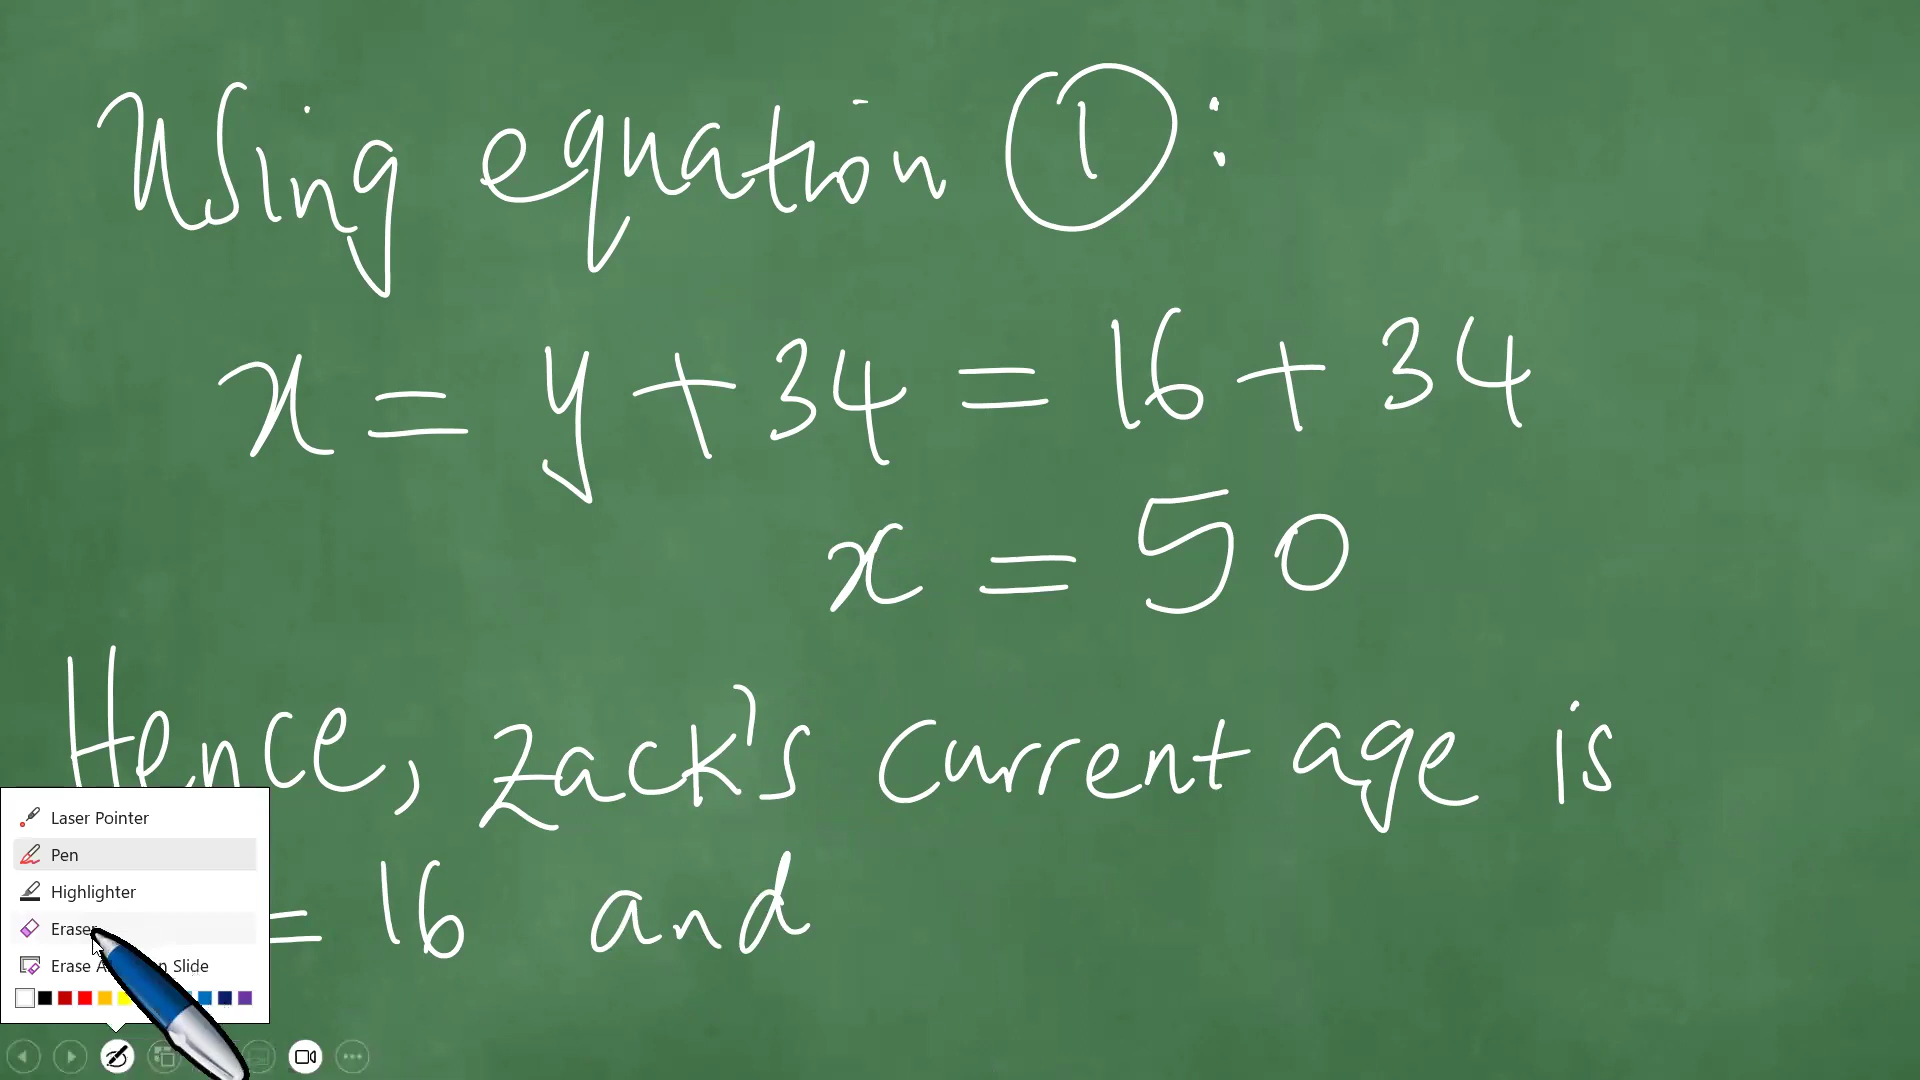 Using equation ① :
x = y + 34 = 16 + 34
x = 50
Hence, Zack's current age is
= 16 and
Laser Pointer
Pen
Highlighter
Eraser
Erase A n Slide